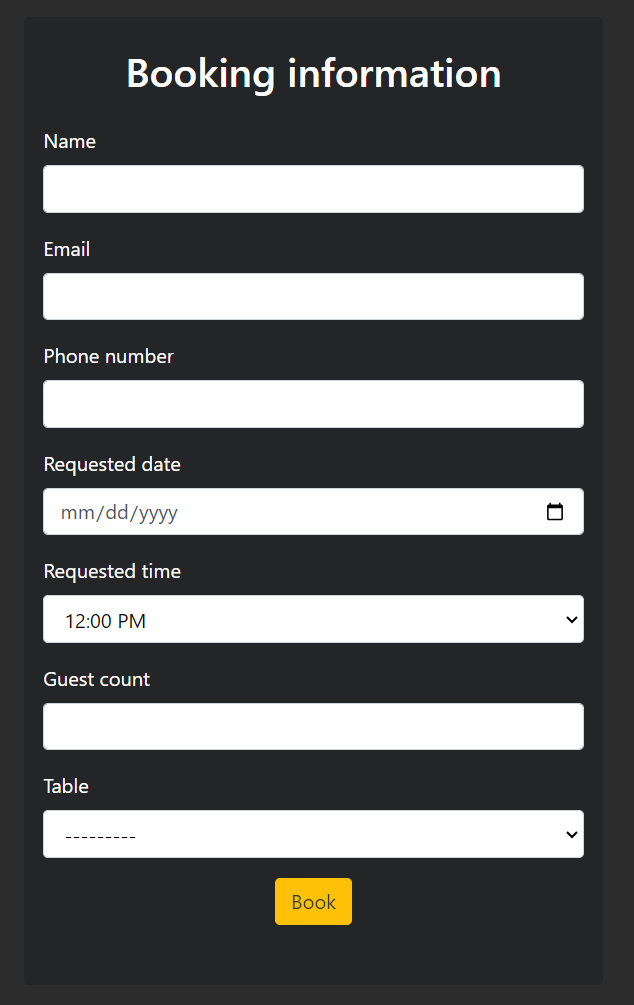 Booking information
Name
Email
Phone number
Requested date
mm/dd/yyyy
Requested time
12:00 PM
Guest count
Table
---------
Book